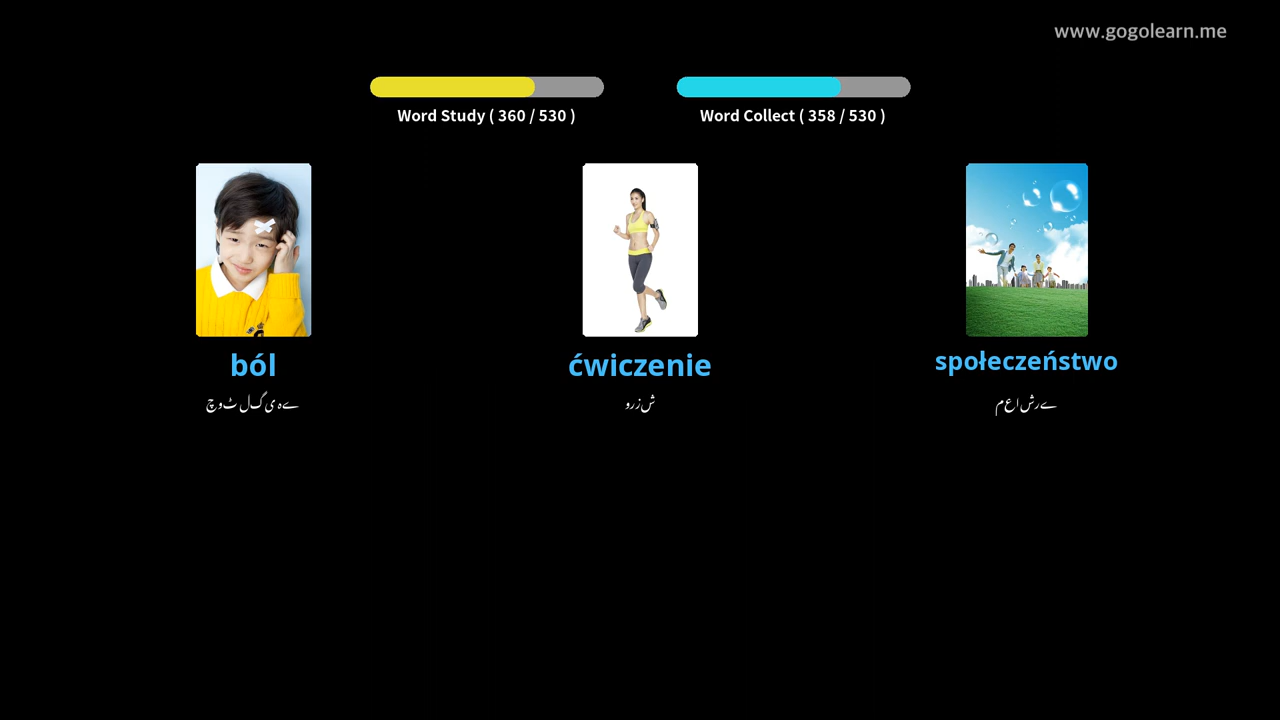 www.gogolearn.me
Word Study ( 360 / 530 )
Word Collect ( 358 / 530 )
ból
چوٹ لگی ہے
ćwiczenie
ورزش
społeczeństwo
معاشرے